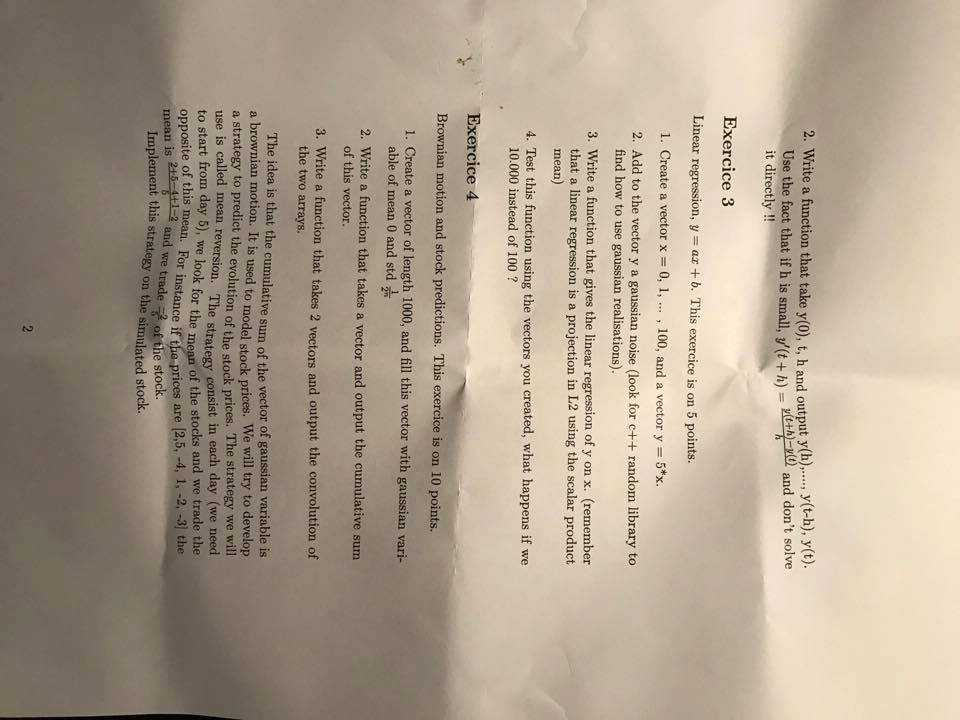 2. Write a function that take y(0), t, h and output y(h),....., y(t-h), y(t).
Use the fact that if h is small, y′(t + h) = \frac{y(t+h)−y(t)}{h} and don't solve
it directly !!
Exercice 3
Linear regression, y = ax + b. This exercice is on 5 points.
1. Create a vector x = 0, 1, ... , 100, and a vector y = 5*x.
2. Add to the vector y a gaussian noise (look for c++ random library to
find how to use gaussian realisations).
3. Write a function that gives the linear regression of y on x. (remember
that a linear regression is a projection in L2 using the scalar product
mean)
4. Test this function using the vectors you created, what happens if we
10.000 instead of 100 ?
Exercice 4
Brownian motion and stock predictions. This exercice is on 10 points.
1. Create a vector of length 1000, and fill this vector with gaussian vari-
able of mean 0 and std \frac{1}{2^n}
2. Write a function that takes a vector and output the cumulative sum
of this vector.
3. Write a function that takes 2 vectors and output the convolution of
the two arrays.
The idea is that the cumulative sum of the vector of gaussian variable is
a brownian motion. It is used to model stock prices. We will try to develop
a strategy to predict the evolution of the stock prices. The strategy we will
use is called mean reversion. The strategy consist in each day (we need
to start from day 5), we look for the mean of the stocks and we trade the
opposite of this mean. For instance if the prices are [2,5, -4, 1, -2, -3] the
mean is \frac{2+5−4+1−2}{5} and we trade \frac{−2}{5} of the stock.
Implement this strategy on the simulated stock.
2